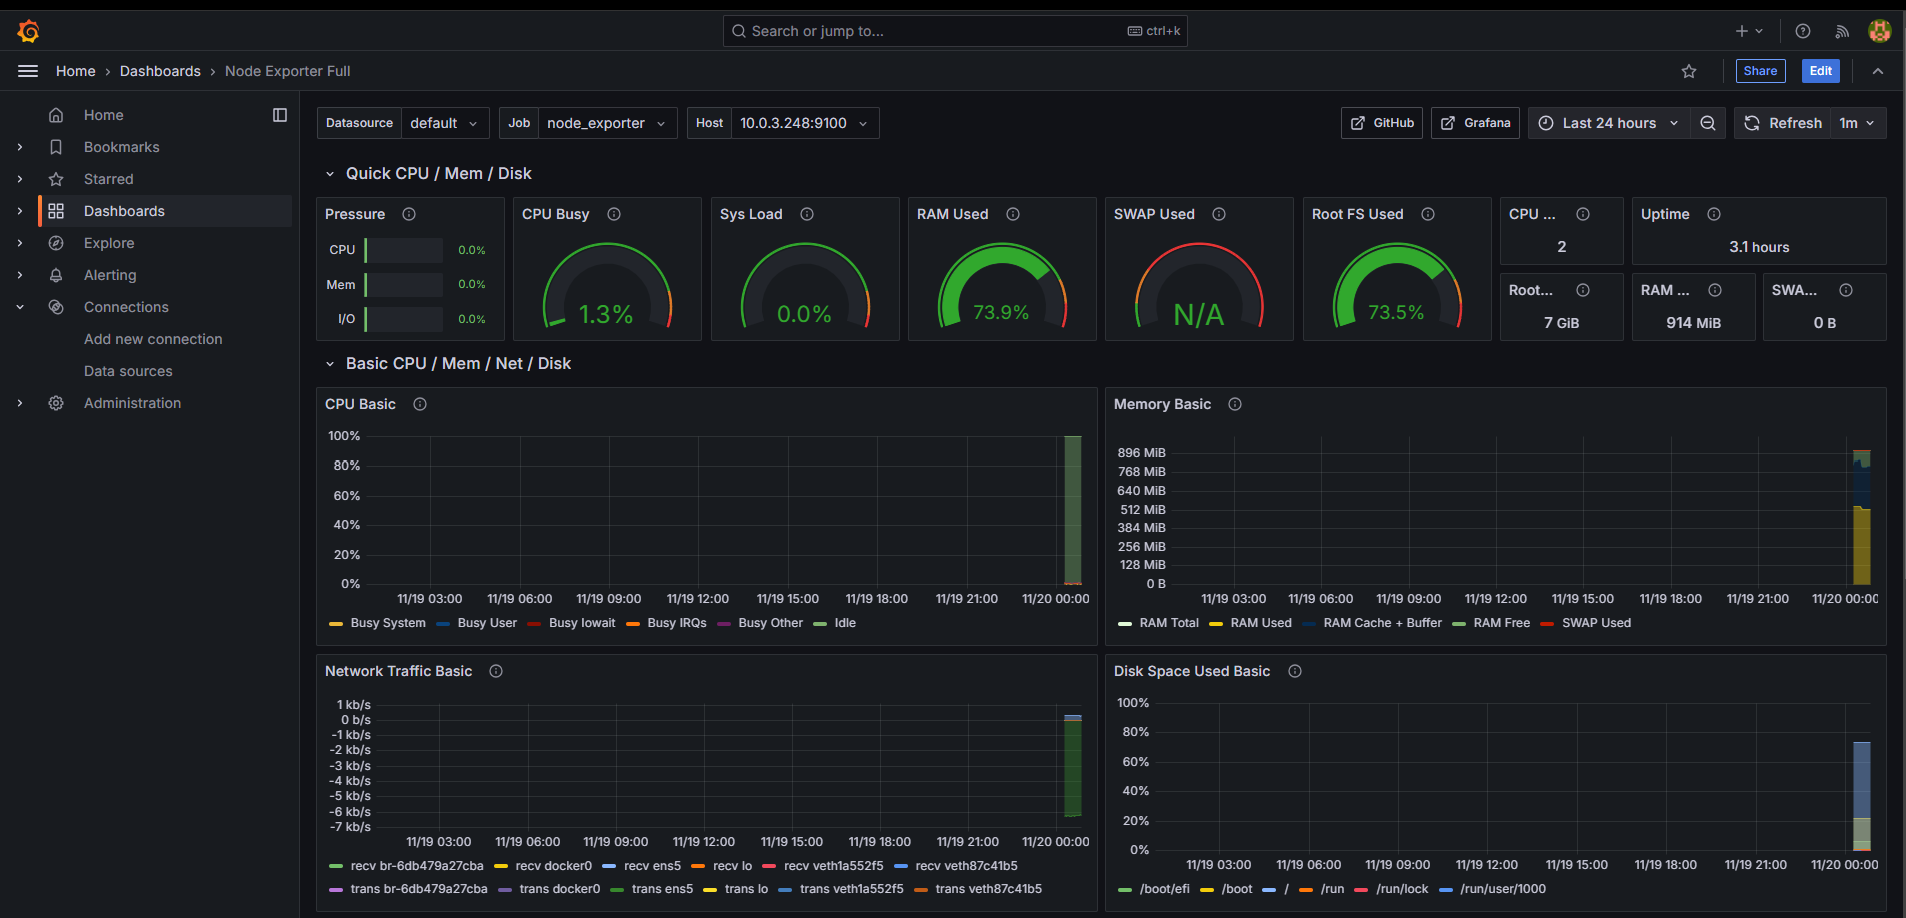 Search or jump to... ctrl+k
Home › Dashboards › Node Exporter Full Share Edit
Home
Bookmarks
Starred
Dashboards
Explore
Alerting
Connections
Add new connection
Data sources
Administration
Datasource default Job node_exporter Host 10.0.3.248:9100 GitHub Grafana Last 24 hours Refresh 1m
Quick CPU / Mem / Disk
Pressure
CPU 0.0%
Mem 0.0%
I/O 0.0%
CPU Busy
1.3%
Sys Load
0.0%
RAM Used
73.9%
SWAP Used
N/A
Root FS Used
73.5%
CPU ...
2
Uptime
3.1 hours
Root...
7 GiB
RAM ...
914 MiB
SWA...
0 B
Basic CPU / Mem / Net / Disk
CPU Basic
100%
80%
60%
40%
20%
0%
11/19 03:00 11/19 06:00 11/19 09:00 11/19 12:00 11/19 15:00 11/19 18:00 11/19 21:00 11/20 00:00
Busy System Busy User Busy Iowait Busy IRQs Busy Other Idle
Memory Basic
896 MiB
768 MiB
640 MiB
512 MiB
384 MiB
256 MiB
128 MiB
0 B
11/19 03:00 11/19 06:00 11/19 09:00 11/19 12:00 11/19 15:00 11/19 18:00 11/19 21:00 11/20 00:00
RAM Total RAM Used RAM Cache + Buffer RAM Free SWAP Used
Network Traffic Basic
1 kb/s
0 b/s
-1 kb/s
-2 kb/s
-3 kb/s
-4 kb/s
-5 kb/s
-6 kb/s
-7 kb/s
11/19 03:00 11/19 06:00 11/19 09:00 11/19 12:00 11/19 15:00 11/19 18:00 11/19 21:00 11/20 00:00
recv br-6db479a27cba recv docker0 recv ens5 recv lo recv veth1a552f5 recv veth87c41b5
trans br-6db479a27cba trans docker0 trans ens5 trans lo trans veth1a552f5 trans veth87c41b5
Disk Space Used Basic
100%
80%
60%
40%
20%
0%
11/19 03:00 11/19 06:00 11/19 09:00 11/19 12:00 11/19 15:00 11/19 18:00 11/19 21:00 11/20 00:00
/boot/efi /boot / /run /run/lock /run/user/1000